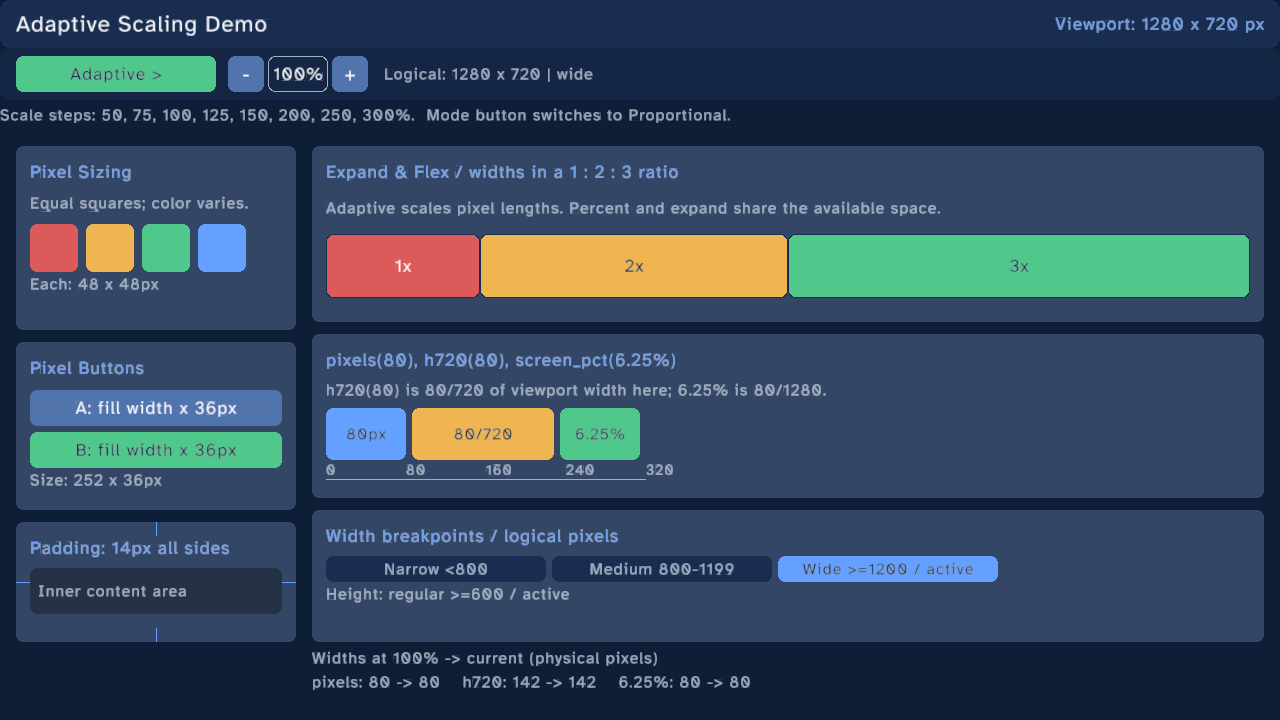 Adaptive Scaling Demo
Viewport: 1280 x 720 px
Adaptive >
-
100%
+
Logical: 1280 x 720 | wide
Scale steps: 50, 75, 100, 125, 150, 200, 250, 300%.  Mode button switches to Proportional.
Pixel Sizing
Equal squares; color varies.
Each: 48 x 48px
Pixel Buttons
A: fill width x 36px
B: fill width x 36px
Size: 252 x 36px
Padding: 14px all sides
Inner content area
Expand & Flex / widths in a 1 : 2 : 3 ratio
Adaptive scales pixel lengths. Percent and expand share the available space.
1x
2x
3x
pixels(80), h720(80), screen_pct(6.25%)
h720(80) is 80/720 of viewport width here; 6.25% is 80/1280.
80px
80/720
6.25%
0 80 160 240 320
Width breakpoints / logical pixels
Narrow <800
Medium 800-1199
Wide >=1200 / active
Height: regular >=600 / active
Widths at 100% -> current (physical pixels)
pixels: 80 -> 80  h720: 142 -> 142  6.25%: 80 -> 80